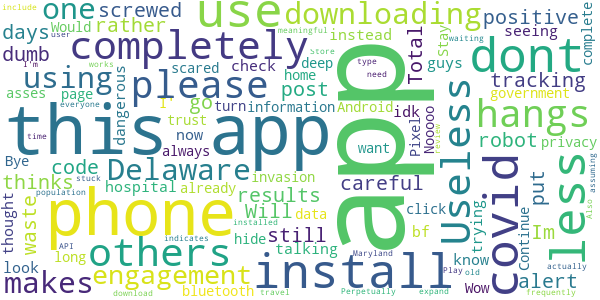 include one screwed use downloading positive complete
days Would rather completely instead Stay guys seeing
dumb using scared check deep Total dont
asses page please home post type tracking
user works go turn information Android idk Pixel Nooooo government
everyone I' trust now always want app Useless hangs
time this app code robot privacy
Bye stuck Delaware invasion careful covid less
thinks hospital already results click put
thought waste phone Will data still bf trying Im
population hide talking know Continue alert
look API others install Wow Also assuming
makes long engagement Maryland Play old actually
bluetooth indicates travel Perpetually expand frequently
download installed dangerous i'm Store need review waiting meaningful